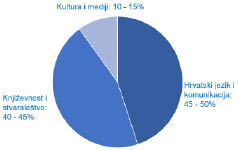 Kultura i mediji: 10 - 15%
Hrvatski jezik i
komunikacija:
45 - 50%
Književnost i
stvaralaštvo:
40 - 45%